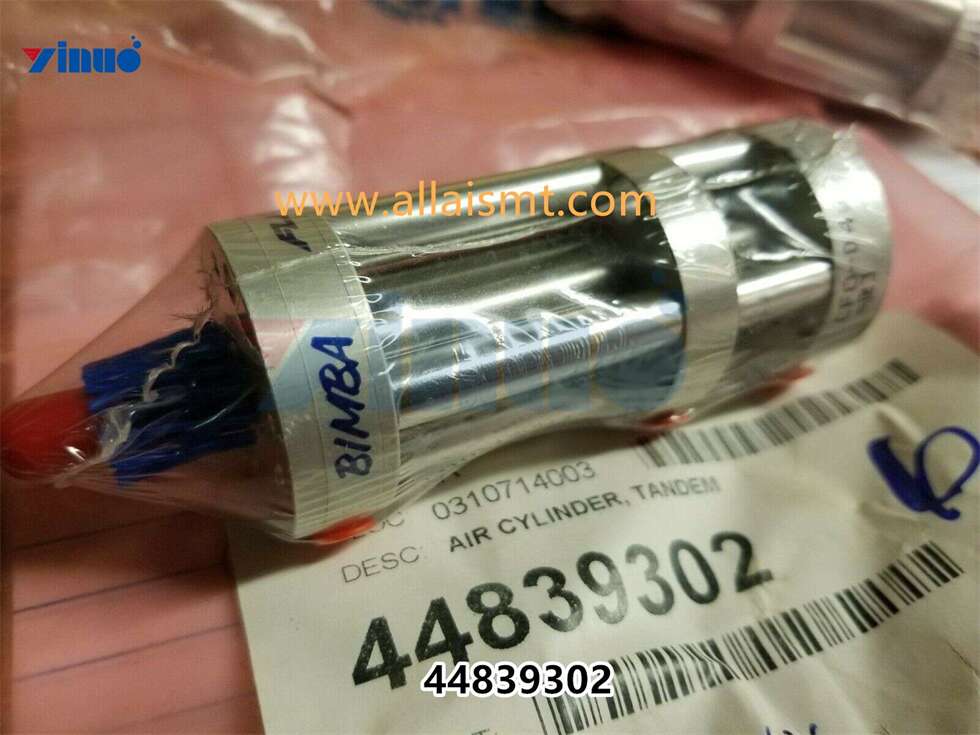 Yinuo
www.allaismt.com
BIMBA
0310714003
DESC: AIR CYLINDER, TANDEM
44839302
44839302